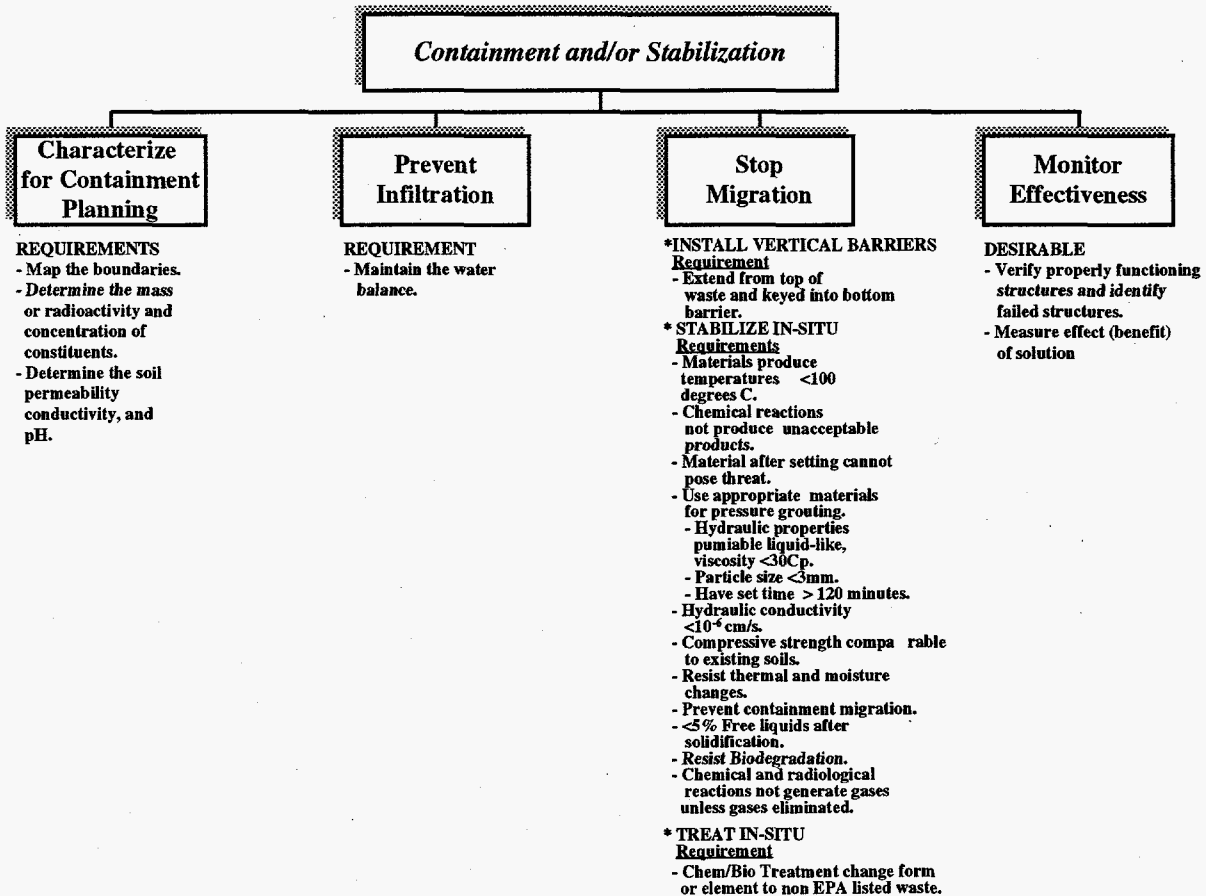 Containment and/or Stabilization
Characterize
for Containment
Planning
REQUIREMENTS
- Map the boundaries.
- Determine the mass
or radioactivity and
concentration of
constituents.
- Determine the soil
permeability
conductivity, and
pH.
Prevent
Infiltration
REQUIREMENT
- Maintain the water
balance.
Stop
Migration
*INSTALL VERTICAL BARRIERS
Requirement
- Extend from top of
waste and keyed into bottom
barrier.
* STABILIZE IN-SITU
Requirements
- Materials produce
temperatures <100
degrees C.
- Chemical reactions
not produce unacceptable
products.
- Material after setting cannot
pose threat.
- Use appropriate materials
for pressure grouting.
- Hydraulic properties
pumiable liquid-like,
viscosity <30Cp.
- Particle size <3mm.
- Have set time > 120 minutes.
- Hydraulic conductivity
<10⁻⁶ cm/s.
- Compressive strength compa rable
to existing soils.
- Resist thermal and moisture
changes.
- Prevent containment migration.
- <5% Free liquids after
solidification.
- Resist Biodegradation.
- Chemical and radiological
reactions not generate gases
unless gases eliminated.
* TREAT IN-SITU
Requirement
- Chem/Bio Treatment change form
or element to non EPA listed waste.
Monitor
Effectiveness
DESIRABLE
- Verify properly functioning
structures and identify
failed structures.
- Measure effect (benefit)
of solution